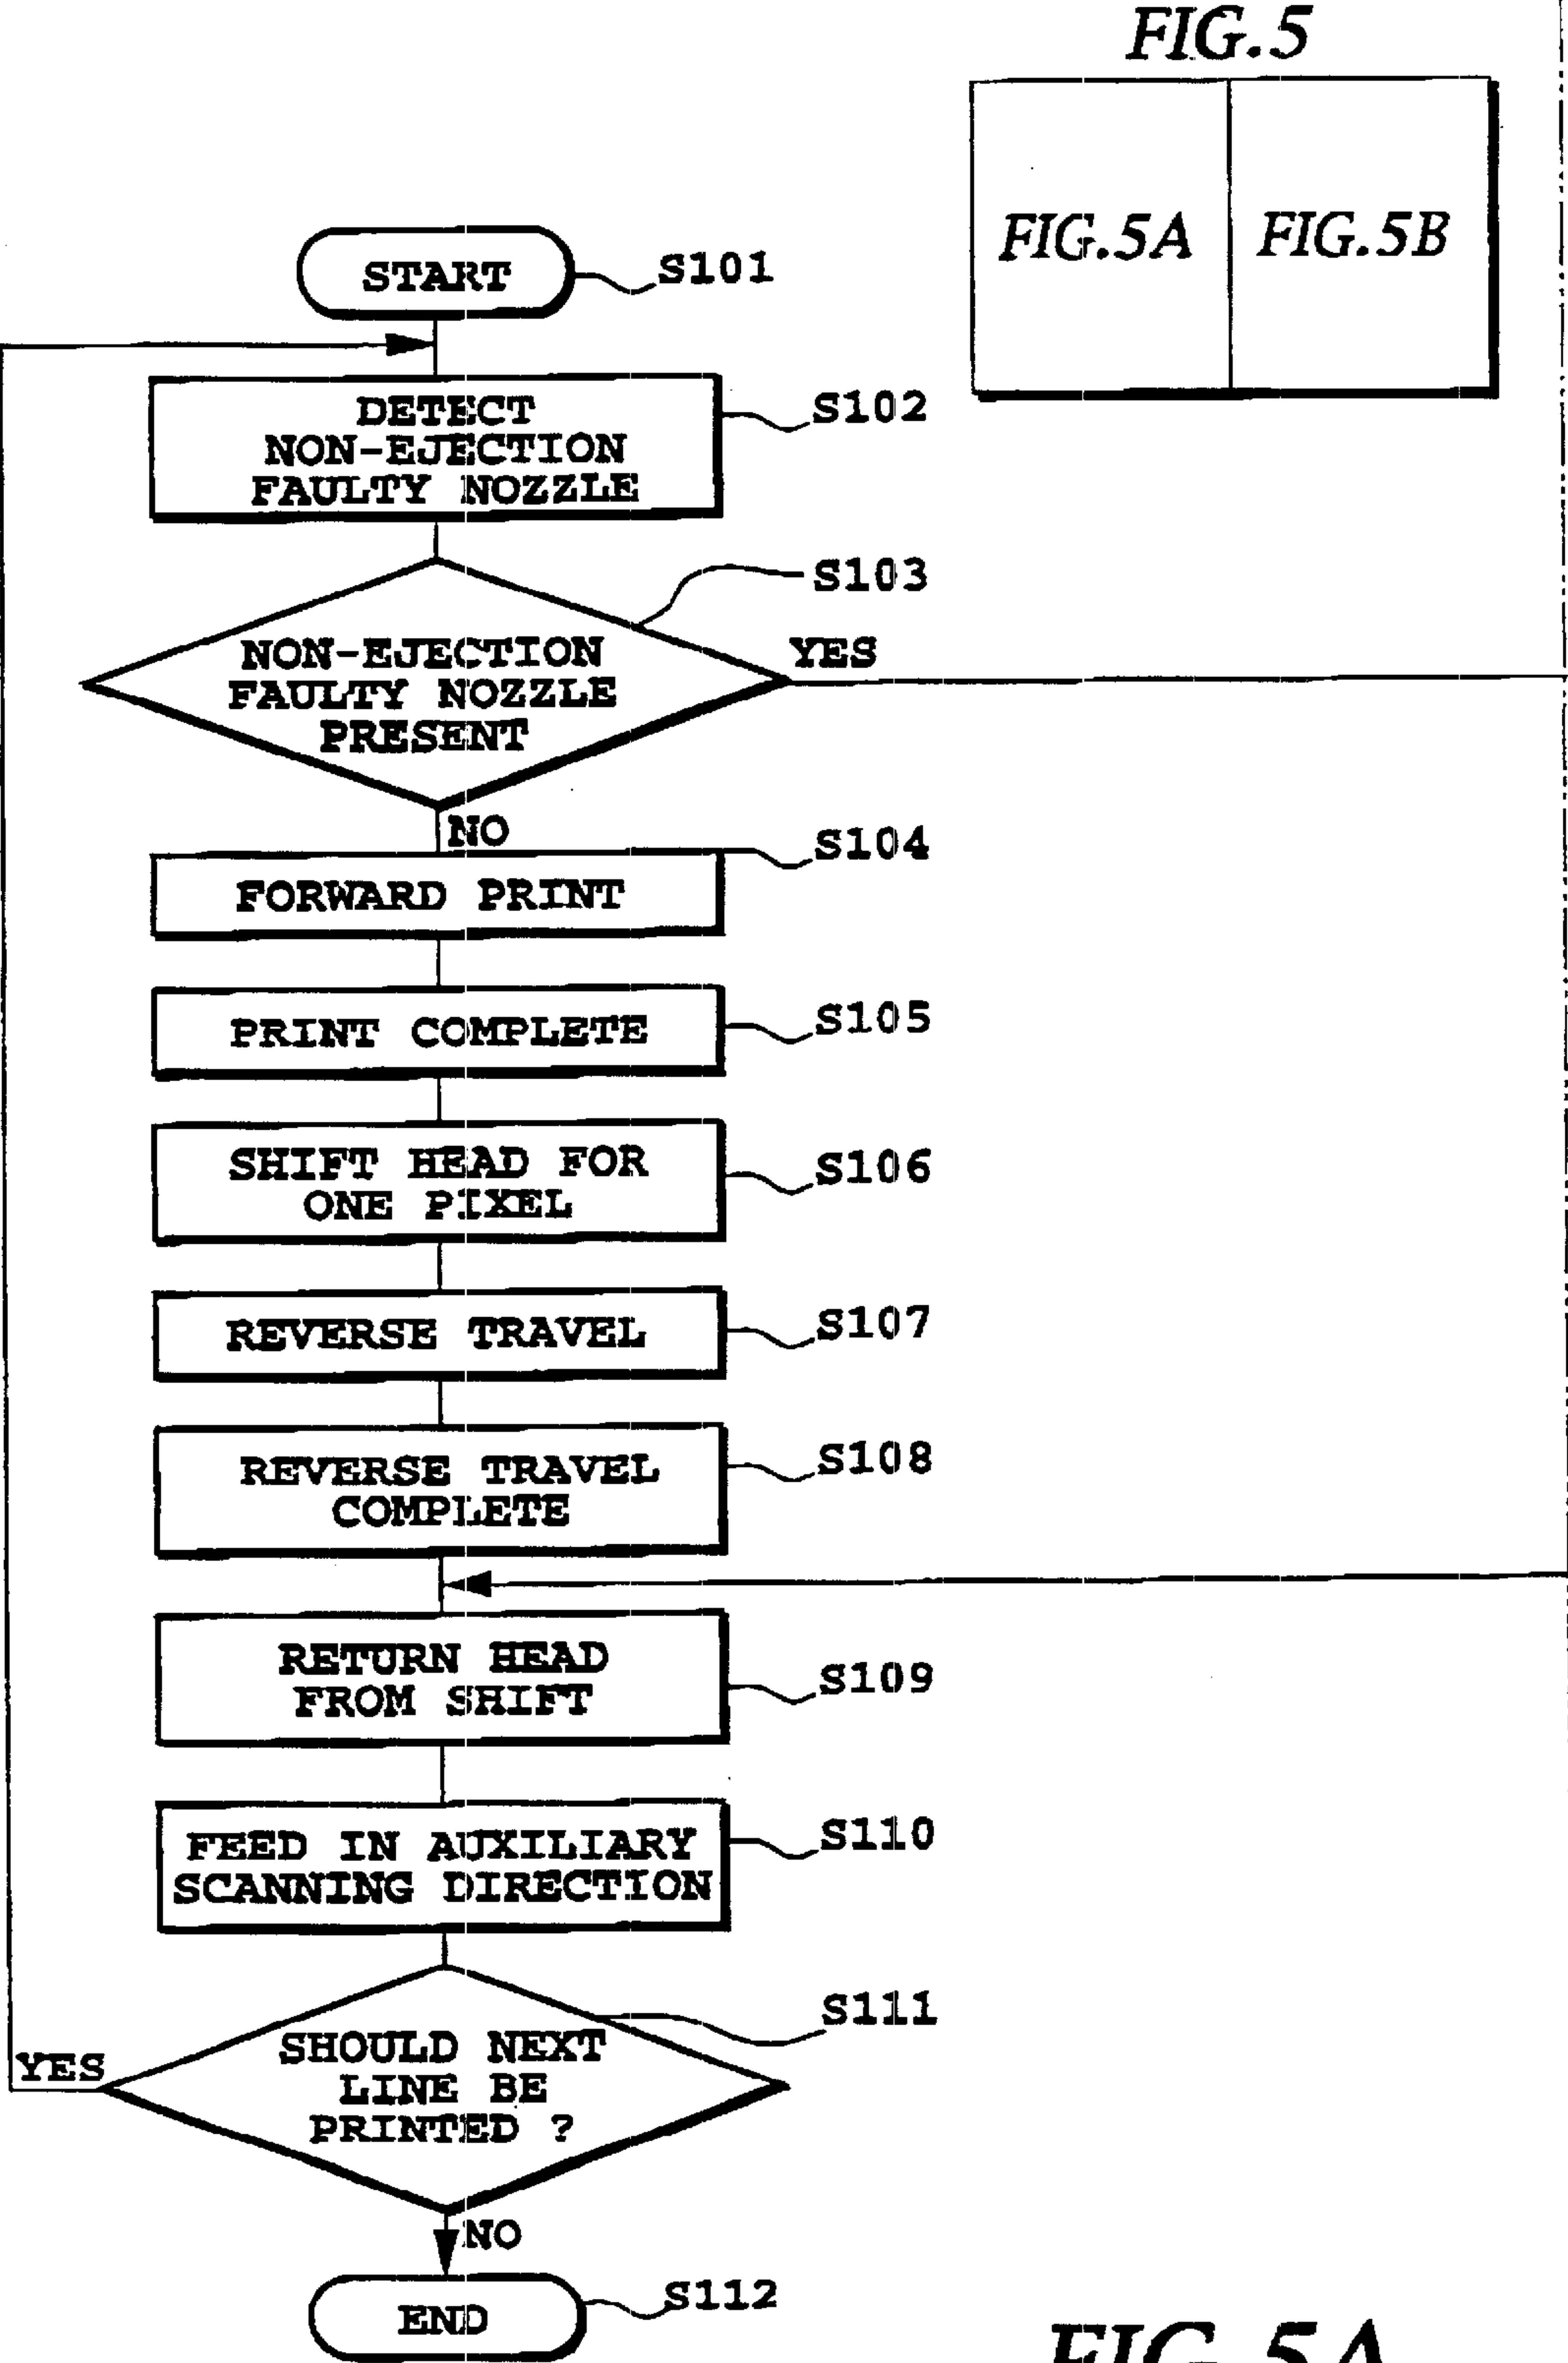 FIG.5
FIG.5A
FIG.5B
START
S101
DETECT
NON-EJECTION
FAULTY NOZZLE
S102
S103
NON-EJECTION
FAULTY NOZZLE
PRESENT
YES
NO
S104
FORWARD PRINT
PRINT COMPLETE
S105
SHIFT HEAD FOR
ONE PIXEL
S106
REVERSE TRAVEL
S107
REVERSE TRAVEL
COMPLETE
S108
RETURN HEAD
FROM SHIFT
S109
FEED IN AUXILIARY
SCANNING DIRECTION
S110
S111
SHOULD NEXT
LINE BE
PRINTED ?
YES
NO
END
S112
FIG.5A